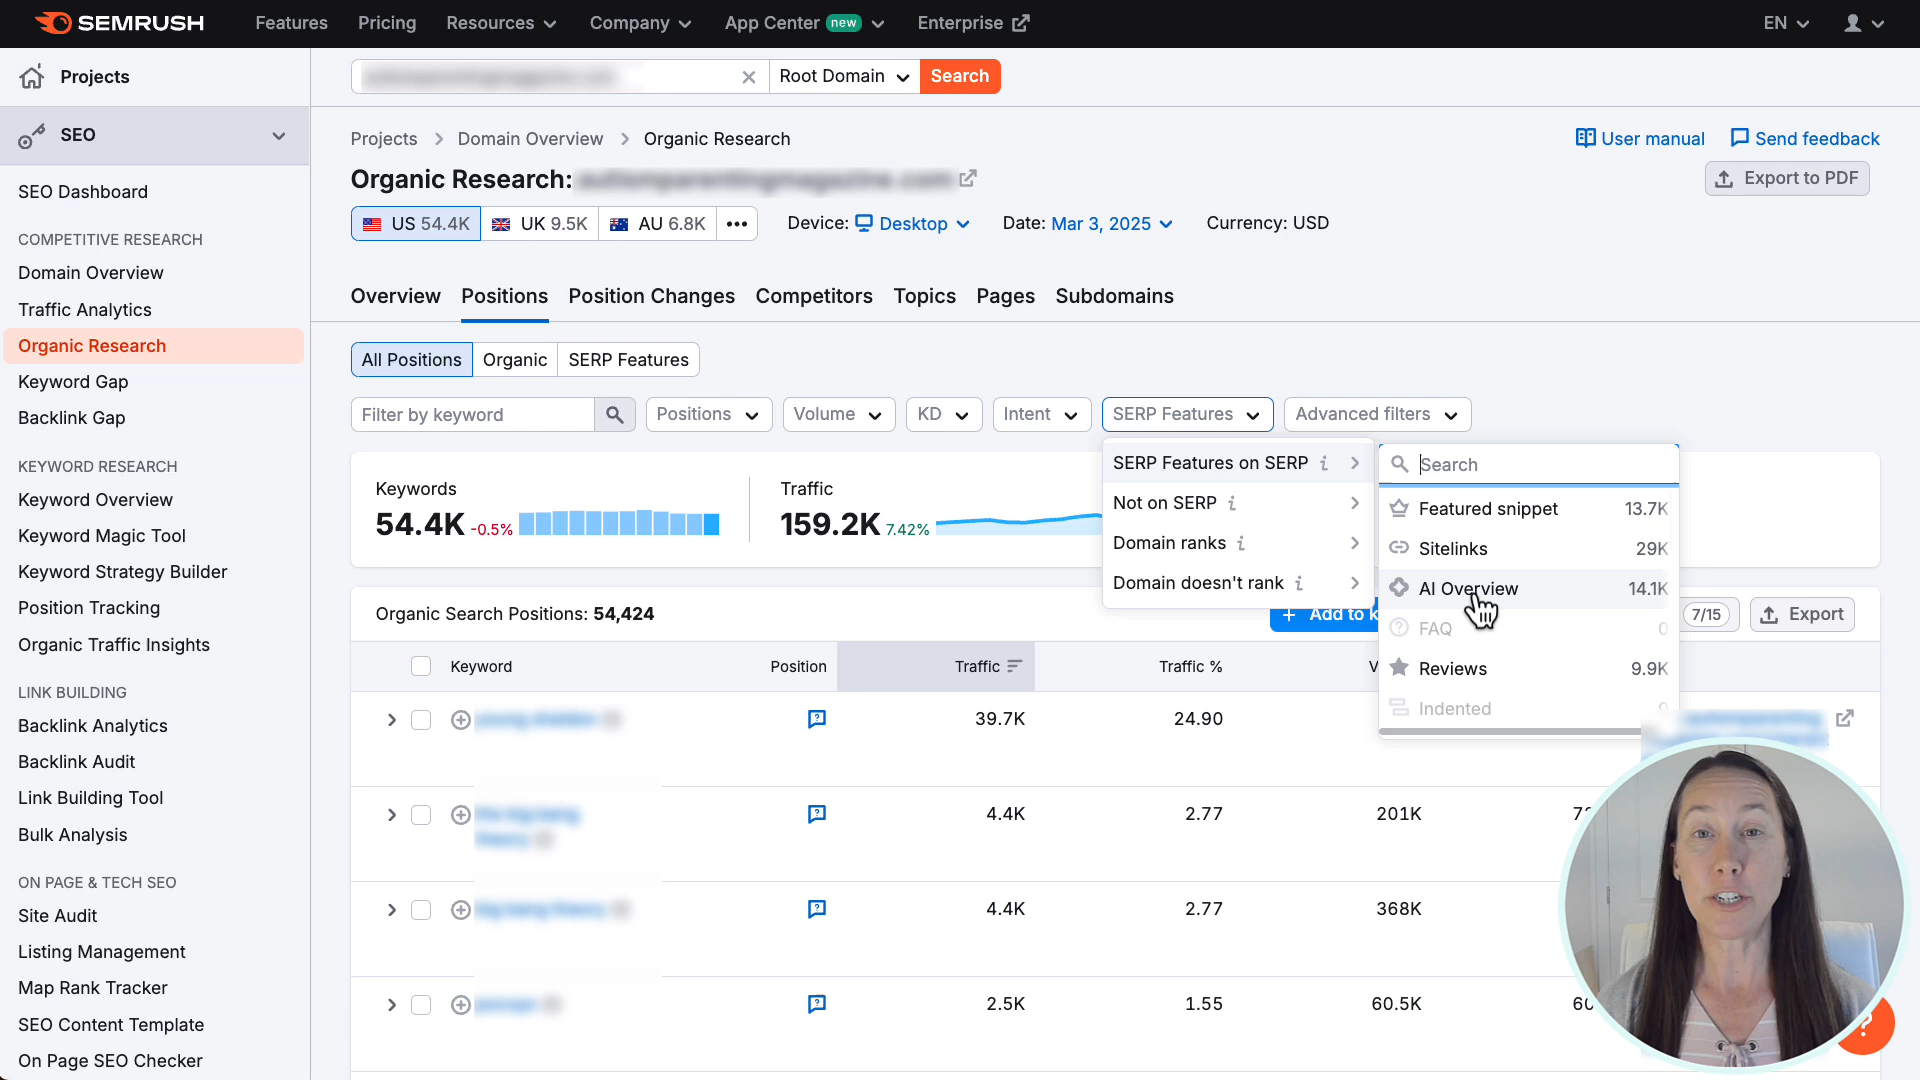 SEMRUSH
Features
Pricing
Resources
Company
App Center new
Enterprise
EN
Projects
Root Domain
Search
SEO
Projects
Domain Overview
Organic Research
User manual
Send feedback
Organic Research:
Export to PDF
SEO Dashboard
US 54.4K
UK 9.5K
AU 6.8K
Device: Desktop
Date: Mar 3, 2025
Currency: USD
COMPETITIVE RESEARCH
Domain Overview
Traffic Analytics
Organic Research
Keyword Gap
Backlink Gap
KEYWORD RESEARCH
Keyword Overview
Keyword Magic Tool
Keyword Strategy Builder
Position Tracking
Organic Traffic Insights
LINK BUILDING
Backlink Analytics
Backlink Audit
Link Building Tool
Bulk Analysis
ON PAGE & TECH SEO
Site Audit
Listing Management
Map Rank Tracker
SEO Content Template
On Page SEO Checker
Overview
Positions
Position Changes
Competitors
Topics
Pages
Subdomains
All Positions
Organic
SERP Features
Filter by keyword
Positions
Volume
KD
Intent
SERP Features
Advanced filters
Keywords
54.4K -0.5%
Traffic
159.2K 7.42%
SERP Features on SERP
Not on SERP
Domain ranks
Domain doesn't rank
Search
Featured snippet 13.7K
Sitelinks 29K
AI Overview 14.1K
FAQ 0
Reviews 9.9K
Indented 0
Organic Search Positions: 54,424
+ Add to k
7/15
Export
Keyword
Position
Traffic
Traffic %
V
39.7K
24.90
4.4K
2.77
201K
4.4K
2.77
368K
2.5K
1.55
60.5K
60
?